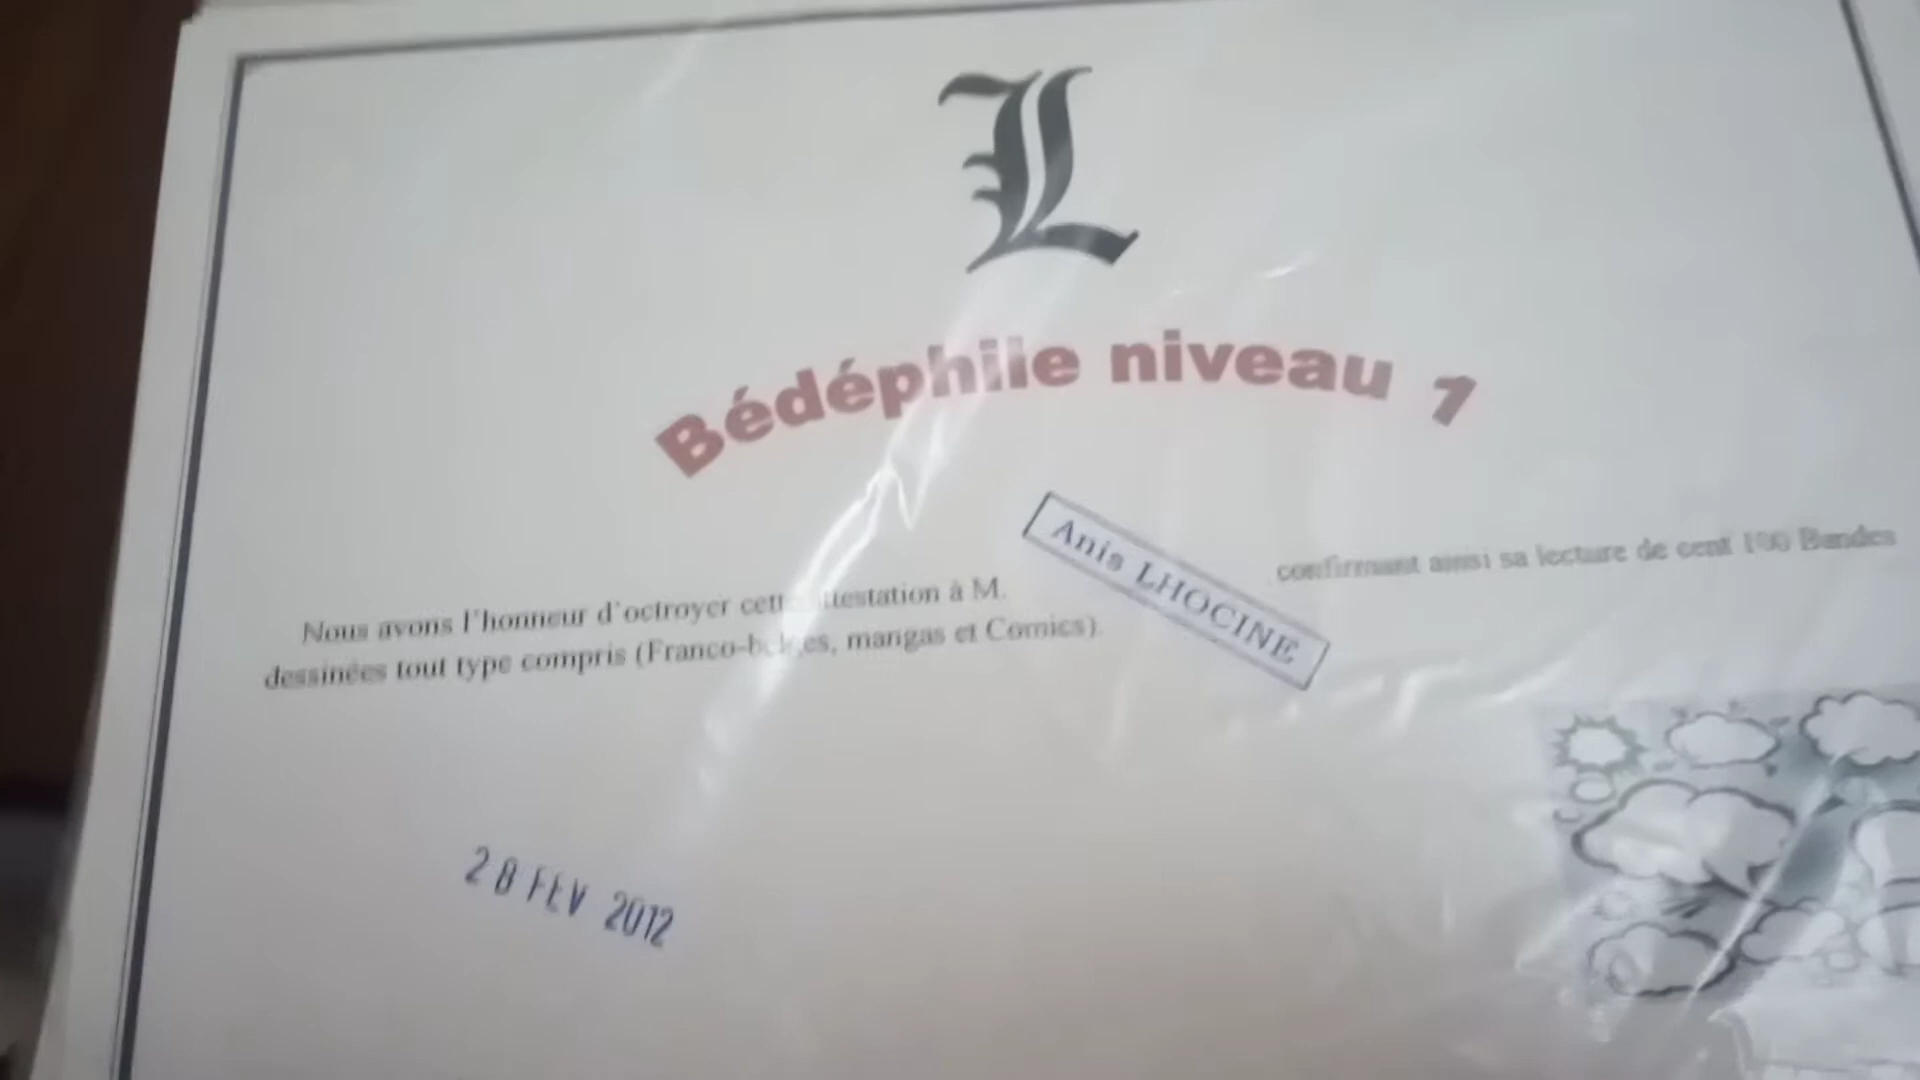 L
Bédéphile niveau 1
Anis LHOCINE
Nous avons l'honneur d'octroyer cette attestation à M. confirmant ainsi sa lecture de cent 100 Bandes
dessinées tout type compris (Franco-belges, mangas et Comics).
28 FEV 2012